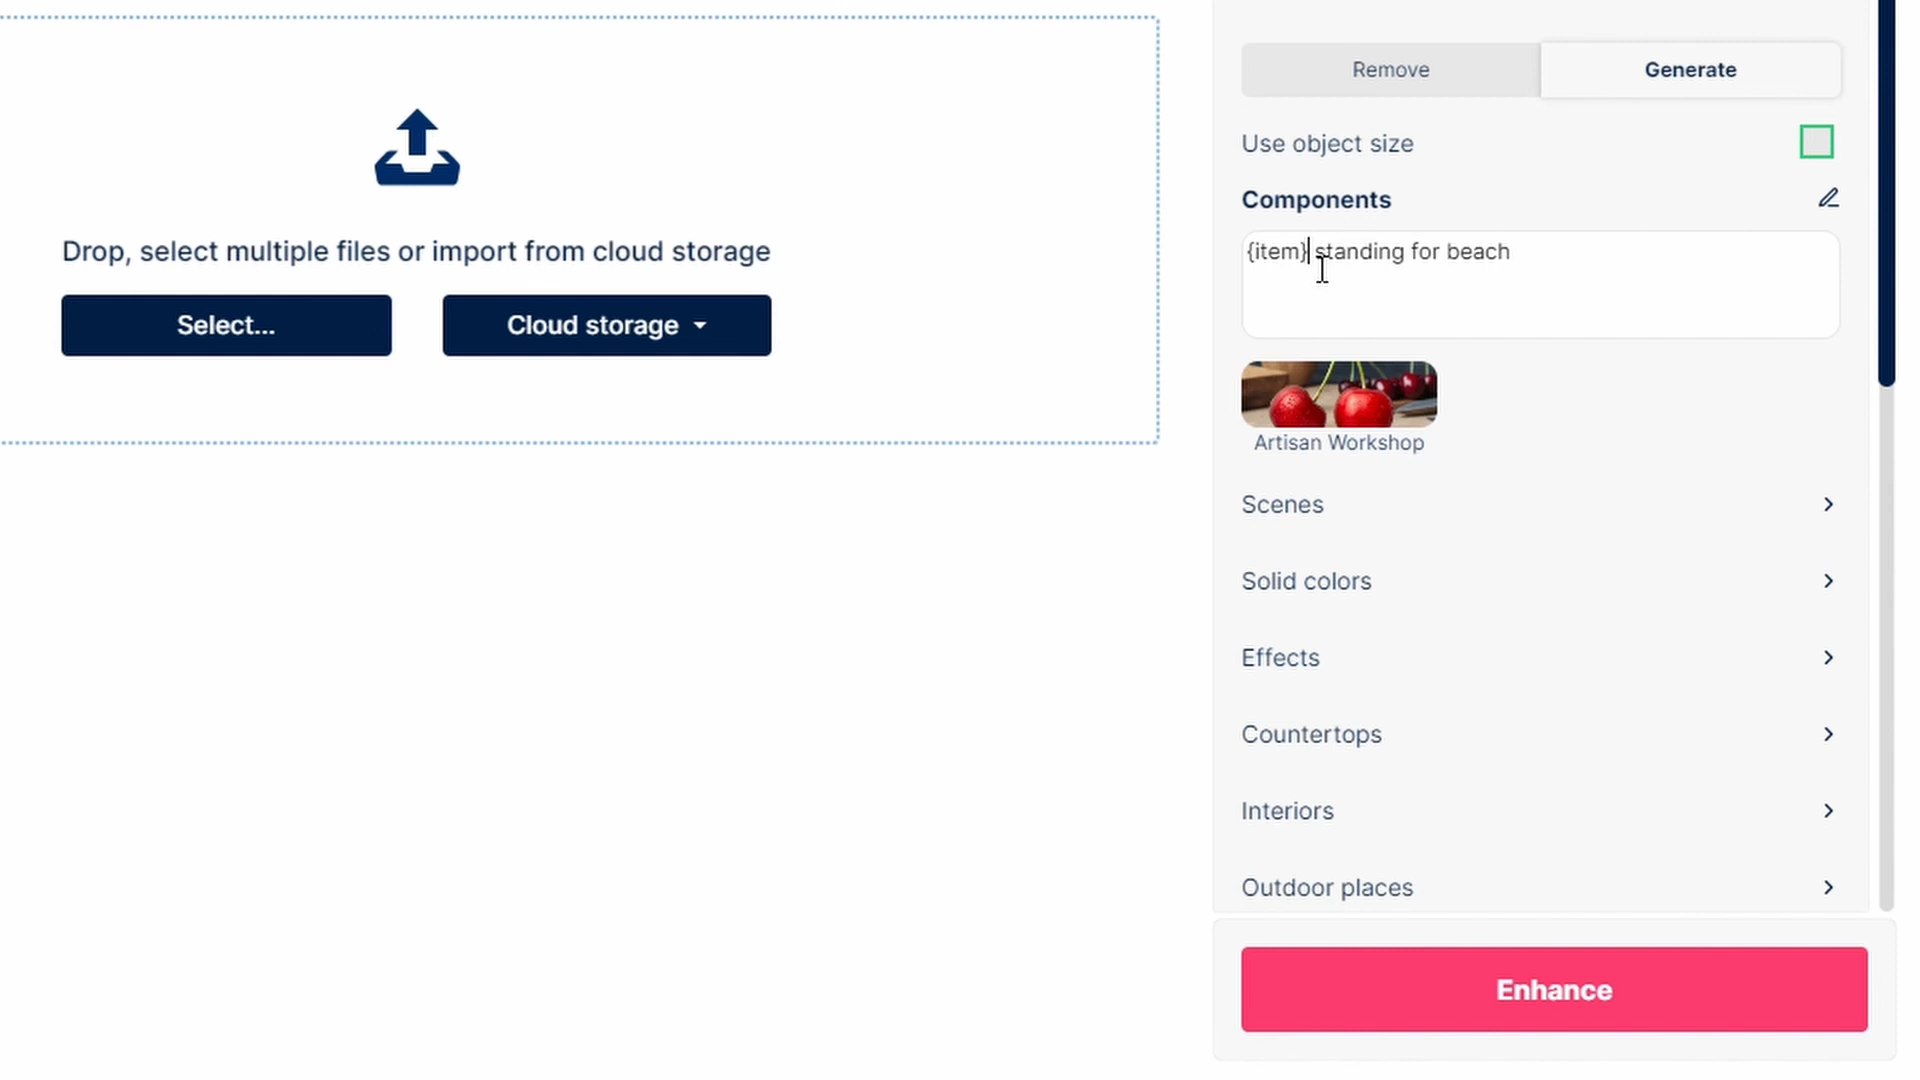 Drop, select multiple files or import from cloud storage
Select...
Cloud storage
Remove
Generate
Use object size
Components
{item} standing for beach
Artisan Workshop
Scenes
Solid colors
Effects
Countertops
Interiors
Outdoor places
Enhance